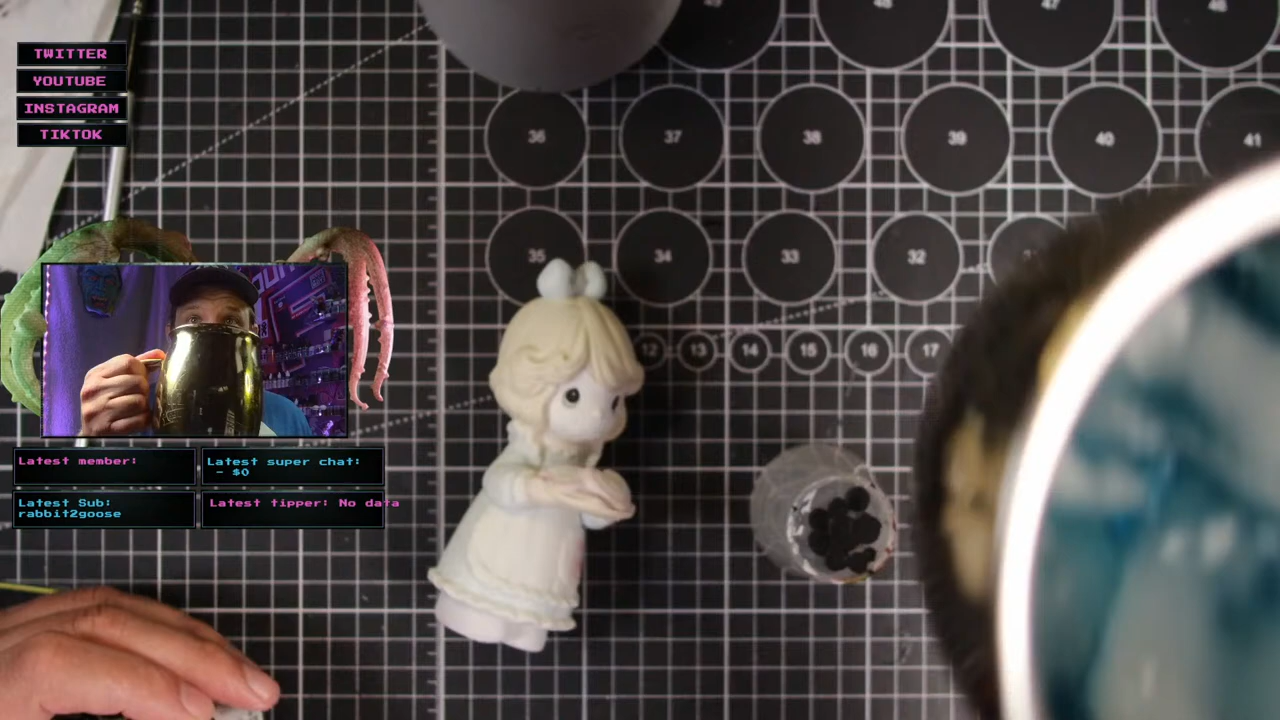 TWITTER
YOUTUBE
INSTAGRAM
TIKTOK
47
36
37
38
39
40
41
35
34
33
32
12
13
14
15
16
17
Latest member:
Latest super chat:
- $0
Latest Sub:
rabbit2goose
Latest tipper: No data